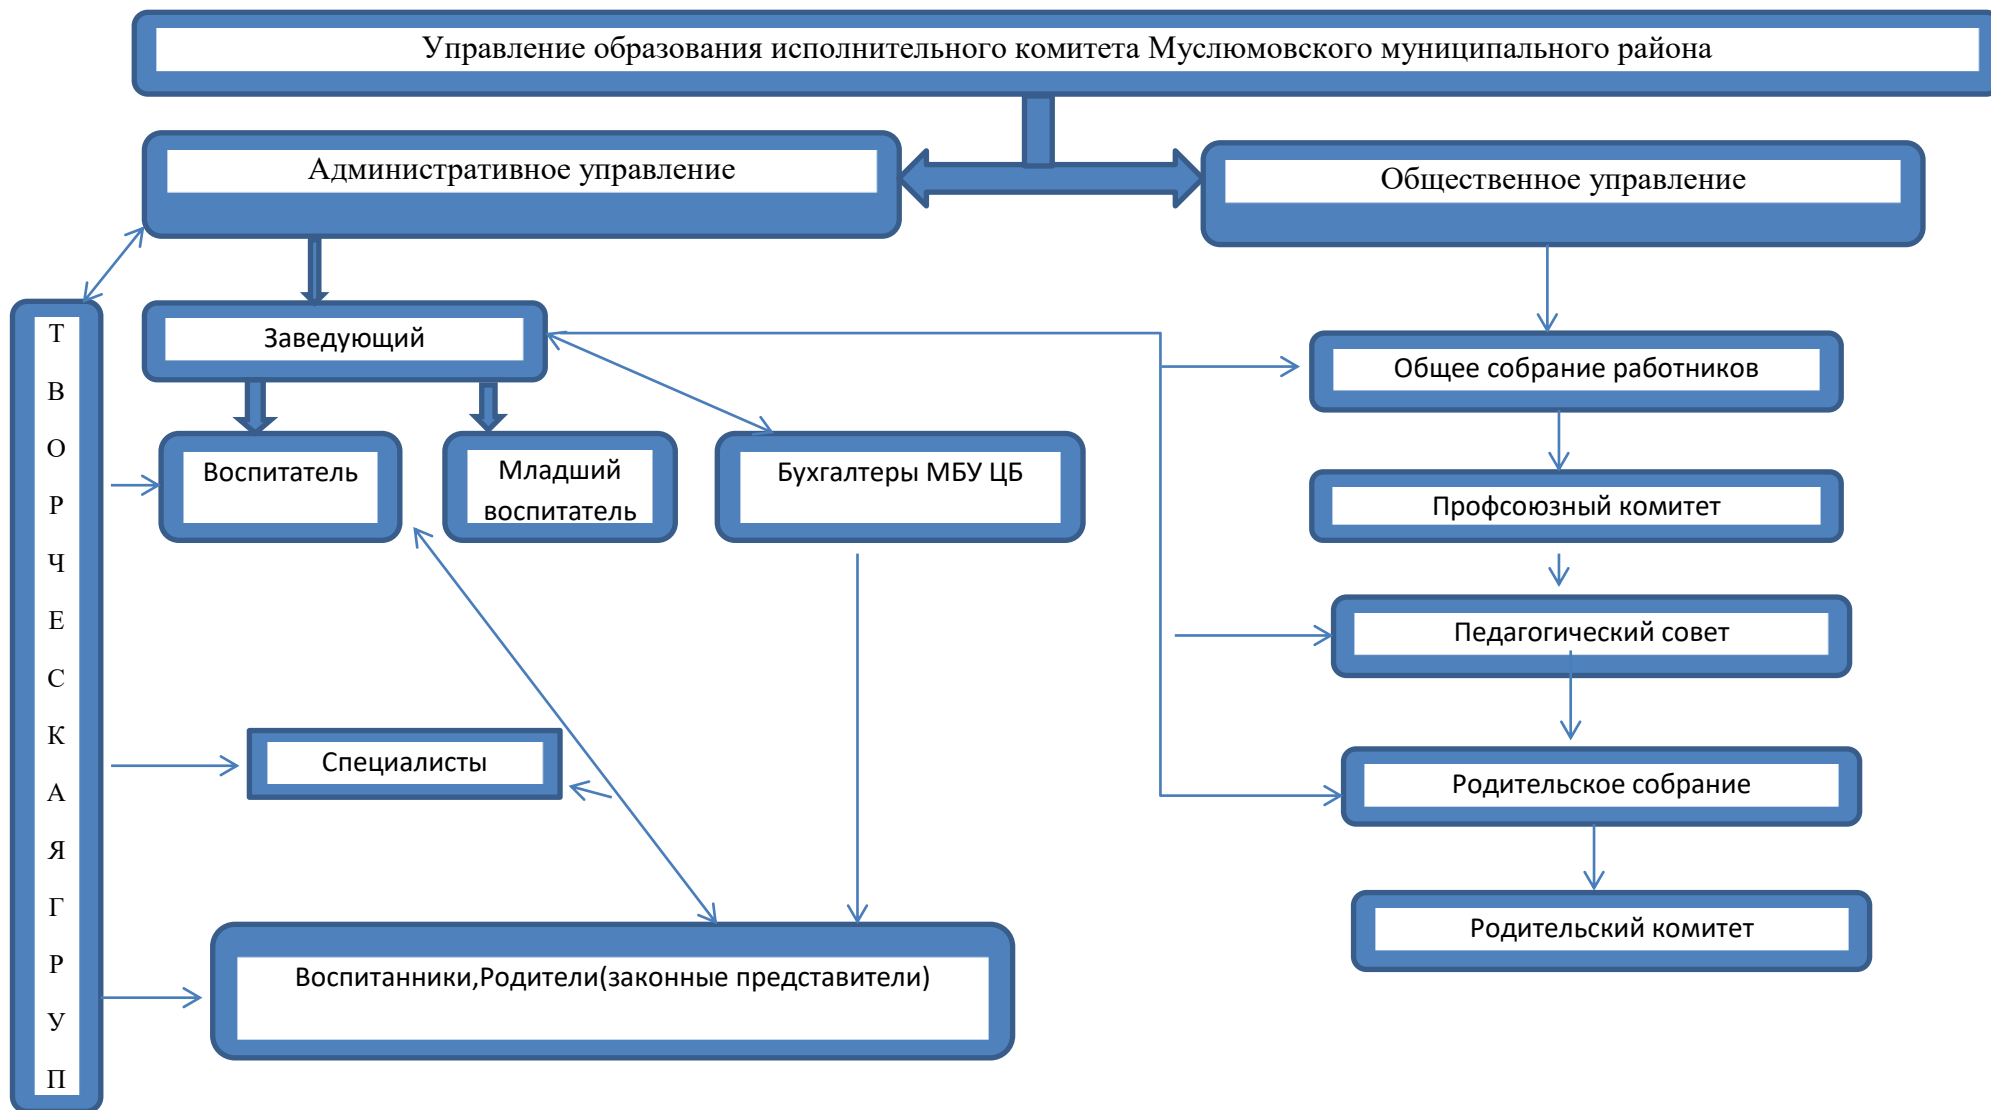 Управление образования исполнительного комитета Муслюмовского муниципального района
Административное управление
Общественное управление
Т
В
О
Р
Ч
Е
С
К
А
Я
Г
Р
У
П
Заведующий
Общее собрание работников
Воспитатель
Младший
воспитатель
Бухгалтеры МБУ ЦБ
Профсоюзный комитет
Педагогический совет
Специалисты
Родительское собрание
Родительский комитет
Воспитанники,Родители(законные представители)